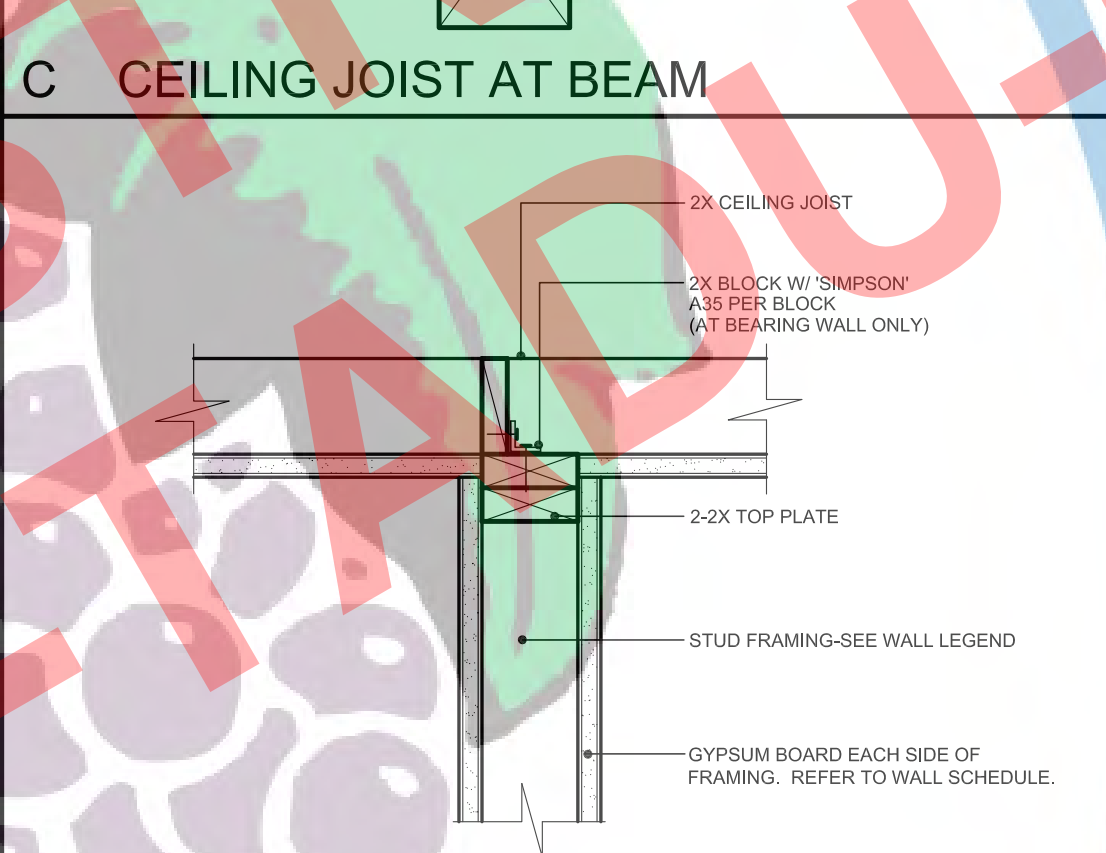 C CEILING JOIST AT BEAM
2X CEILING JOIST
2X BLOCK W/ 'SIMPSON'
A35 PER BLOCK
(AT BEARING WALL ONLY)
2-2X TOP PLATE
STUD FRAMING-SEE WALL LEGEND
GYPSUM BOARD EACH SIDE OF
FRAMING. REFER TO WALL SCHEDULE.